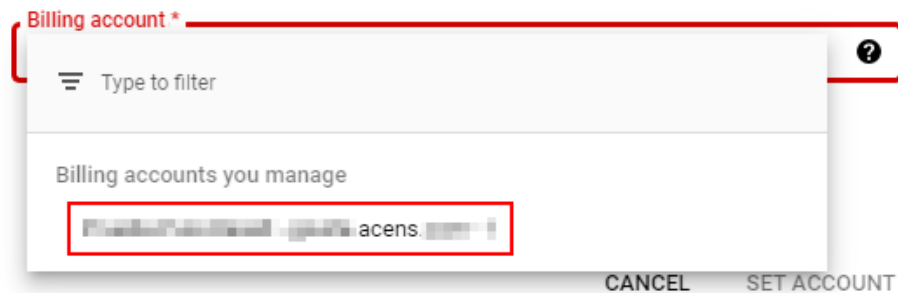 Billing account *
Type to filter
Billing accounts you manage
acens.
CANCEL SET ACCOUNT